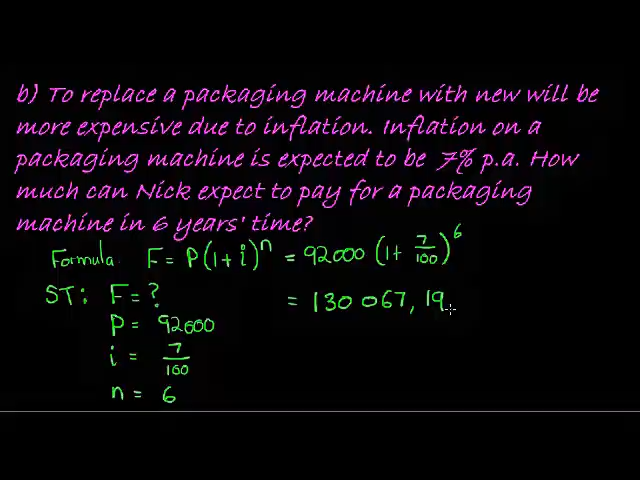 b) To replace a packaging machine with new will be
more expensive due to inflation. Inflation on a
packaging machine is expected to be 7% p.a. How
much can Nick expect to pay for a packaging
machine in 6 years' time?
Formula: F = P(1+i)^n = 92000 (1+ 7/100)^6
ST: F = ?
= 130 067, 19
P = 92000
i = 7/100
n = 6